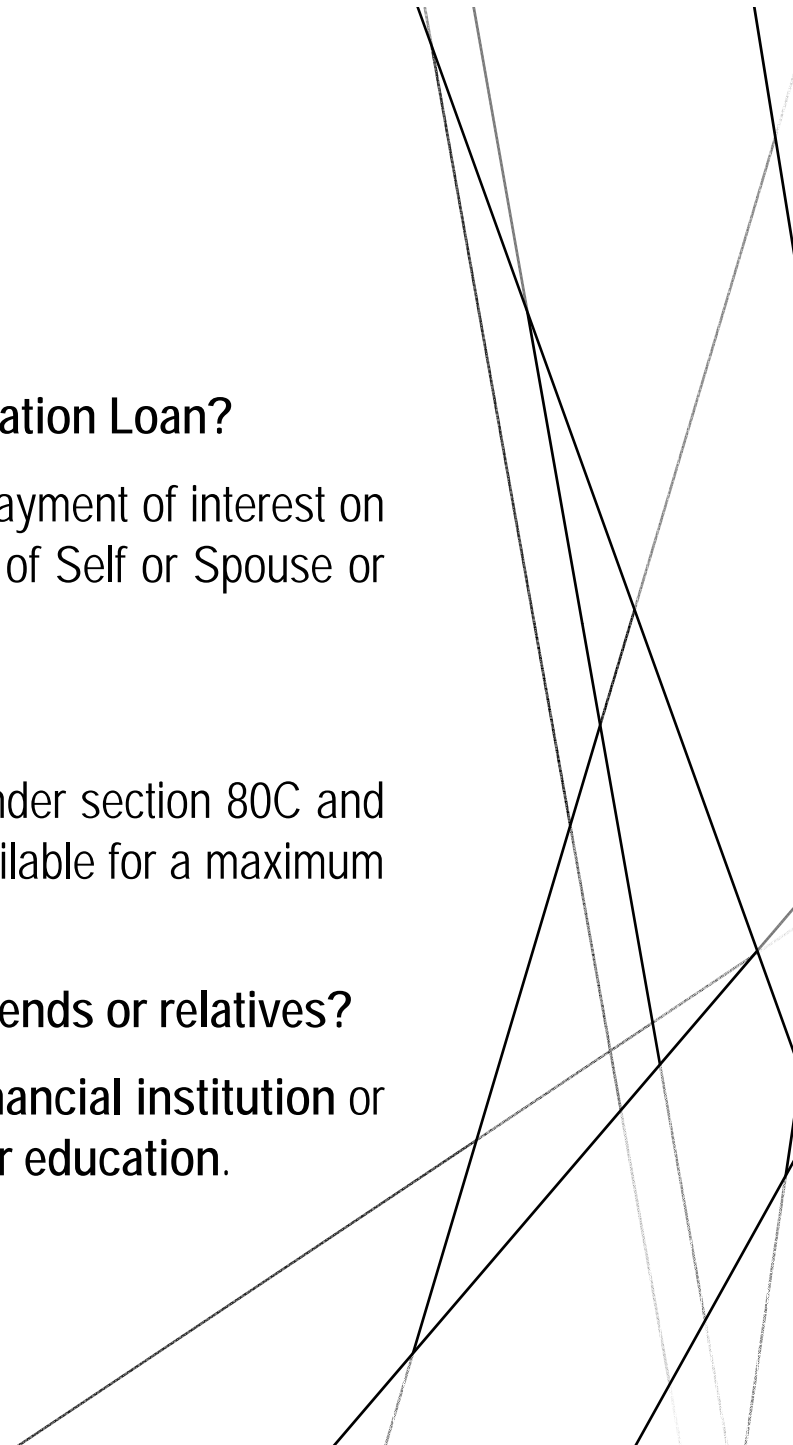 ation Loan?
ayment of interest on
of Self or Spouse or
nder section 80C and
ilable for a maximum
ends or relatives?
nancial institution or
r education.